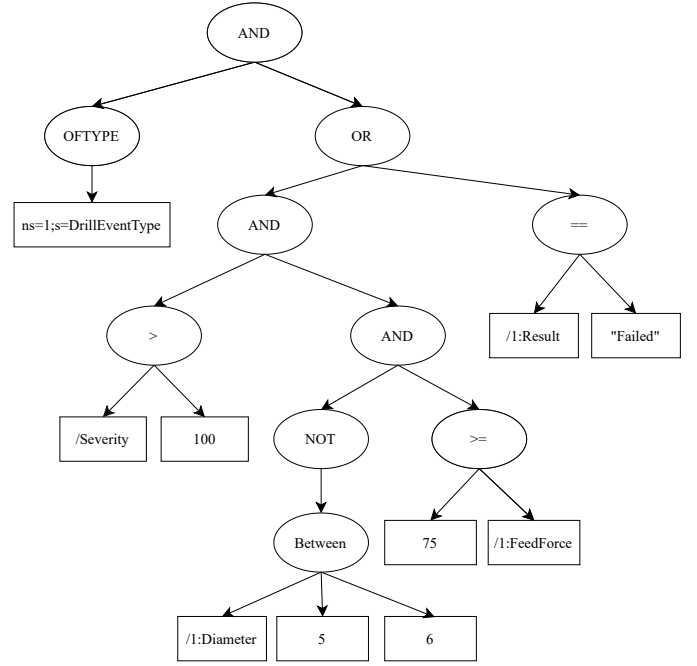 AND
OFTYPE
OR
ns=1;s=DrillEventType
AND
==
>
AND
/1:Result
"Failed"
/Severity
100
NOT
>=
Between
75
/1:FeedForce
/1:Diameter
5
6